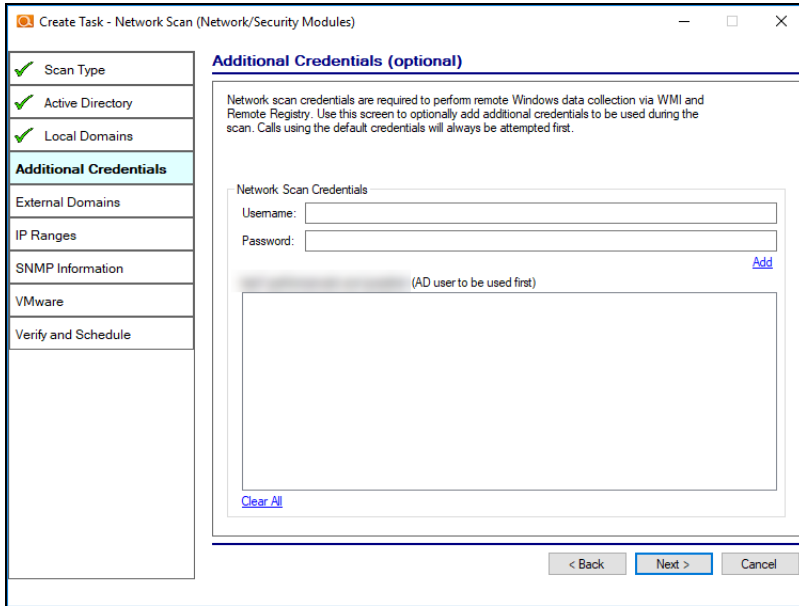 Create Task - Network Scan (Network/Security Modules)
Scan Type
Active Directory
Local Domains
Additional Credentials
External Domains
IP Ranges
SNMP Information
VMware
Verify and Schedule
Additional Credentials (optional)
Network scan credentials are required to perform remote Windows data collection via WMI and
Remote Registry. Use this screen to optionally add additional credentials to be used during the
scan. Calls using the default credentials will always be attempted first.
Network Scan Credentials
Username:
Password:
Add
(AD user to be used first)
Clear All
< Back
Next >
Cancel